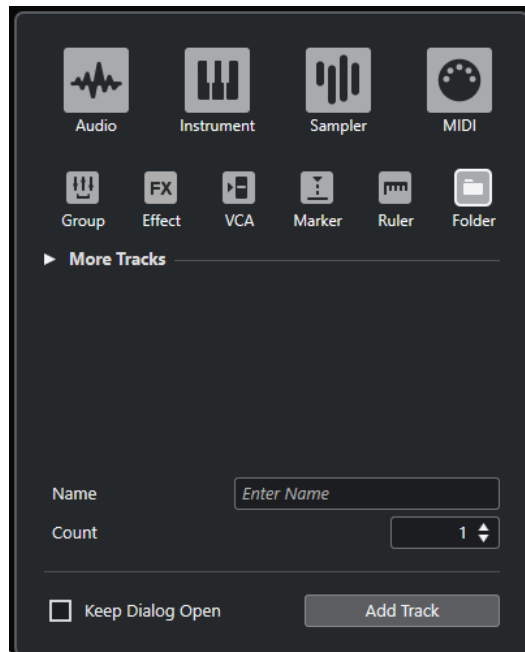 Audio Instrument Sampler MIDI
FX
Group Effect VCA Marker Ruler Folder
More Tracks
Name Enter Name
Count 1
Keep Dialog Open Add Track